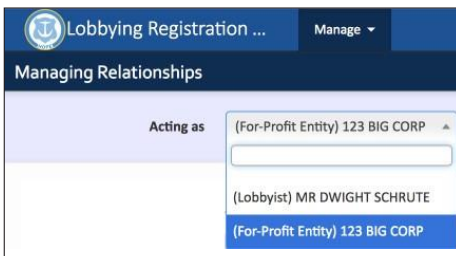 Lobbying Registration ... Manage
Managing Relationships
Acting as (For-Profit Entity) 123 BIG CORP
(Lobbyist) MR DWIGHT SCHRUTE
(For-Profit Entity) 123 BIG CORP